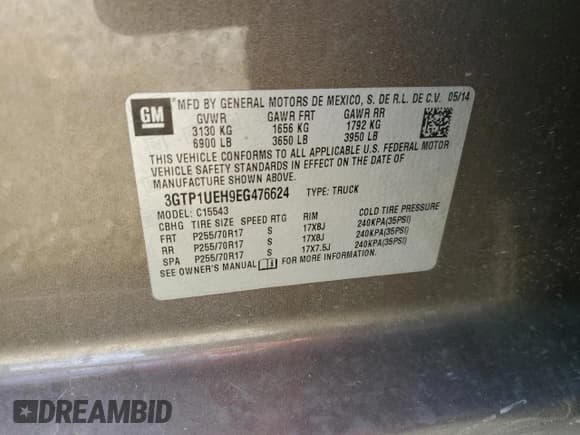 GM
MFD BY GENERAL MOTORS DE MEXICO, S. DE R.L. DE C.V. 05/14
GVWR GAWR FRT GAWR RR
3130 KG 1656 KG 1792 KG
6900 LB 3650 LB 3950 LB
THIS VEHICLE CONFORMS TO ALL APPLICABLE U.S. FEDERAL MOTOR
VEHICLE SAFETY STANDARDS IN EFFECT ON THE DATE OF
MANUFACTURE SHOWN ABOVE.
3GTP1UEH9EG476624 TYPE: TRUCK
MODEL: C15543
CBHG TIRE SIZE SPEED RTG RIM COLD TIRE PRESSURE
FRT P255/70R17 S 17X8J 240KPA(35PSI)
RR P255/70R17 S 17X8J 240KPA(35PSI)
SPA P255/70R17 S 17X7.5J 240KPA(35PSI)
SEE OWNER'S MANUAL FOR MORE INFORMATION.
DREAMBID